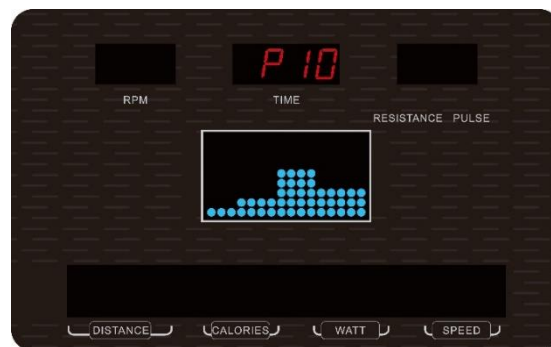 P 10
RPM
TIME
RESISTANCE PULSE
DISTANCE
CALORIES
WATT
SPEED